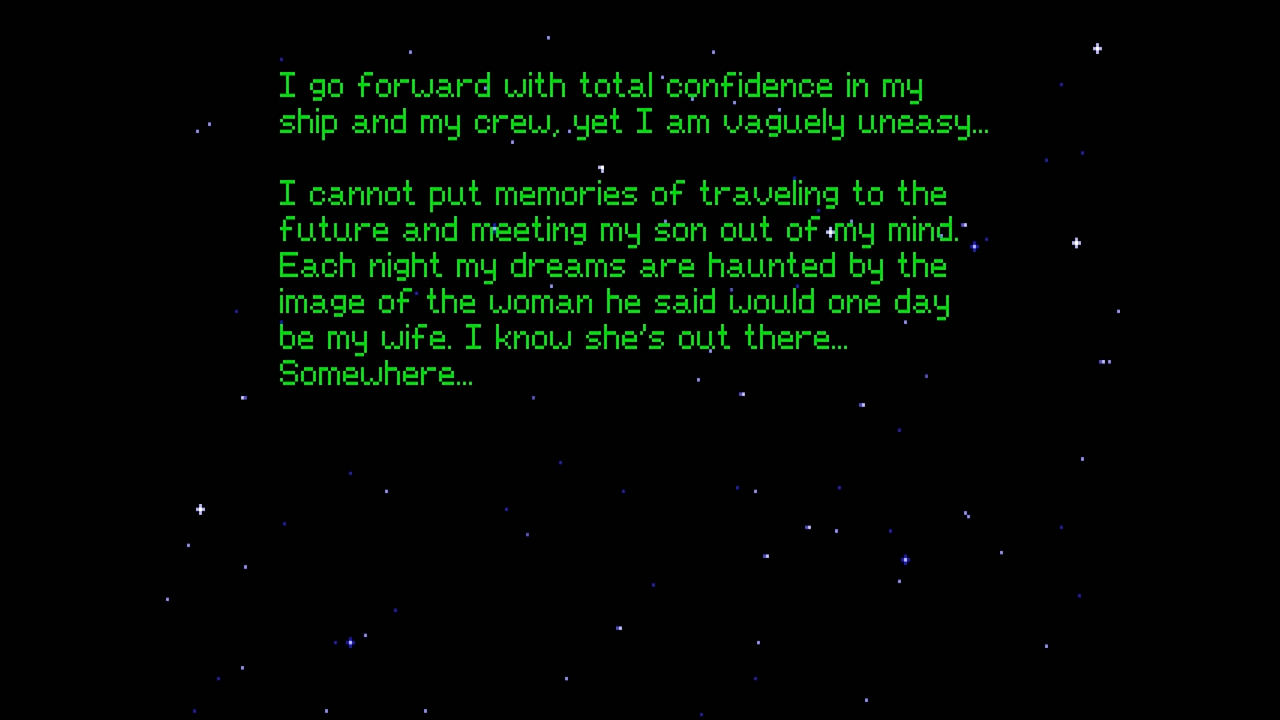 I go forward with total confidence in my
ship and my crew, yet I am vaguely uneasy...
I cannot put memories of traveling to the
future and meeting my son out of my mind.
Each night my dreams are haunted by the
image of the woman he said would one day
be my wife. I know she's out there...
Somewhere...